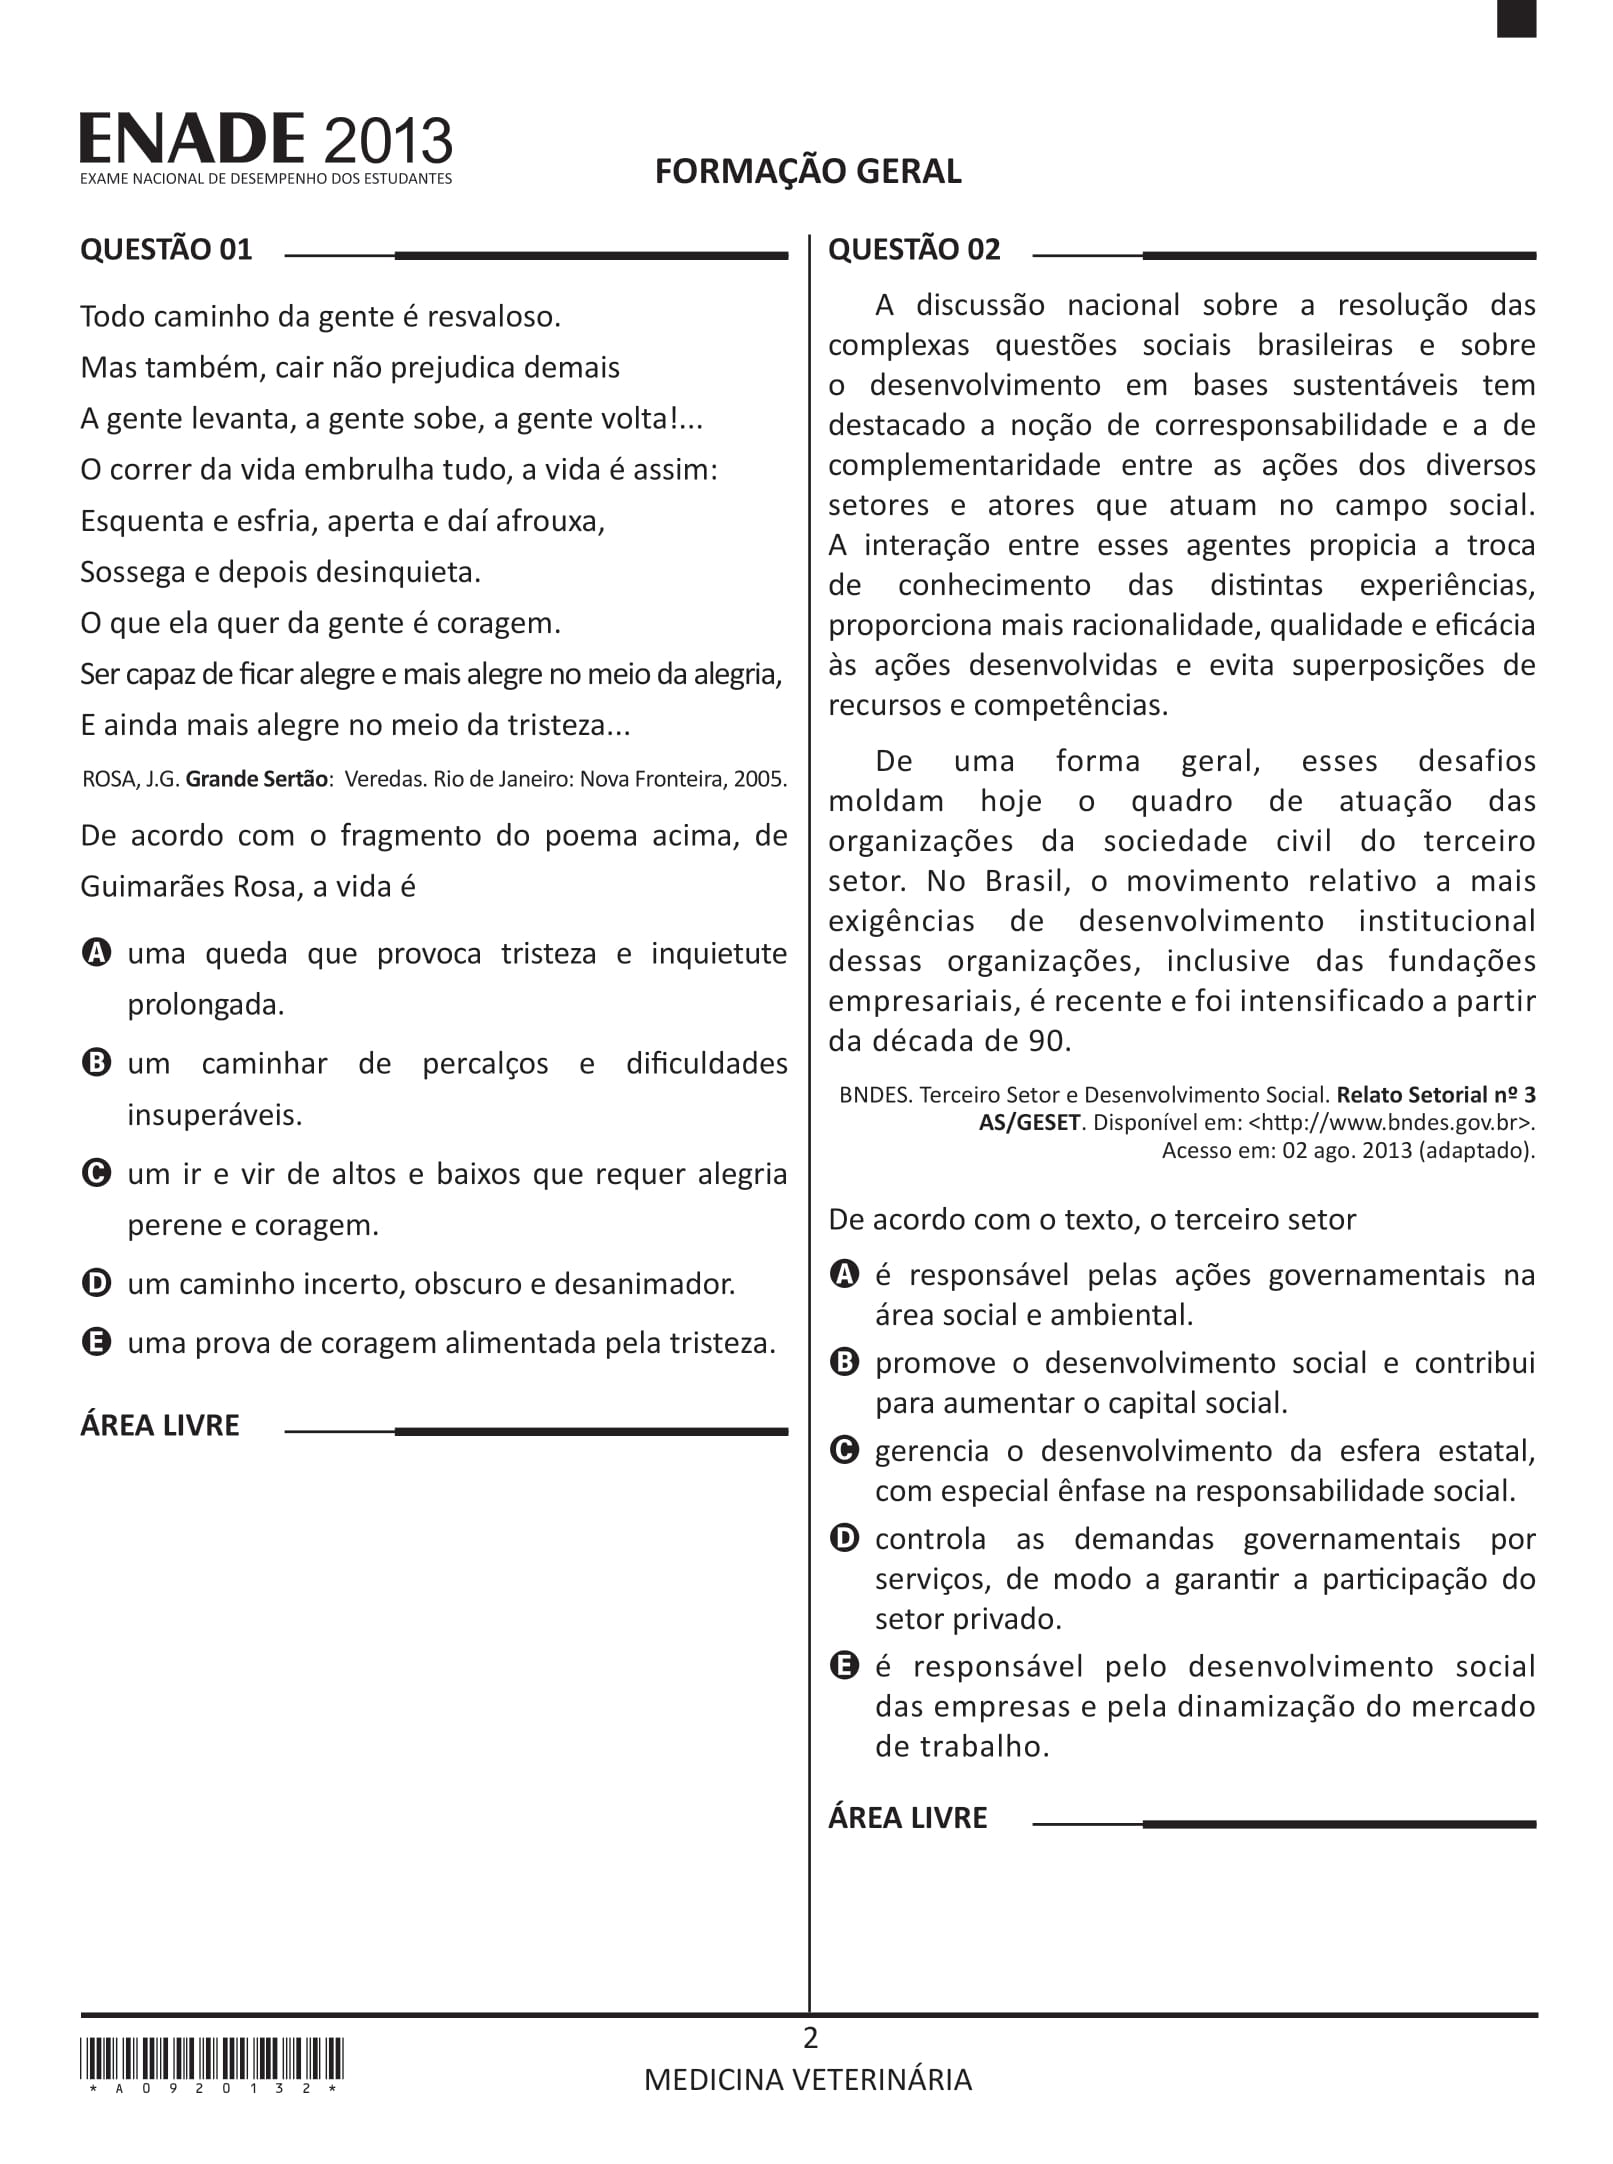 ENADE 2013
EXAME NACIONAL DE DESEMPENHO DOS ESTUDANTES
FORMAÇÃO GERAL
QUESTÃO 01
Todo caminho da gente é resvaloso.
Mas também, cair não prejudica demais
A gente levanta, a gente sobe, a gente volta!...
O correr da vida embrulha tudo, a vida é assim:
Esquenta e esfria, aperta e daí afrouxa,
Sossega e depois desinquieta.
O que ela quer da gente é coragem.
Ser capaz de ficar alegre e mais alegre no meio da alegria,
E ainda mais alegre no meio da tristeza...
ROSA, J.G. Grande Sertão: Veredas. Rio de Janeiro: Nova Fronteira, 2005.
De acordo com o fragmento do poema acima, de
Guimarães Rosa, a vida é
A uma queda que provoca tristeza e inquietute
prolongada.
B um caminhar de percalços e dificuldades
insuperáveis.
C um ir e vir de altos e baixos que requer alegria
perene e coragem.
D um caminho incerto, obscuro e desanimador.
E uma prova de coragem alimentada pela tristeza.
ÁREA LIVRE
QUESTÃO 02
A discussão nacional sobre a resolução das
complexas questões sociais brasileiras e sobre
o desenvolvimento em bases sustentáveis tem
destacado a noção de corresponsabilidade e a de
complementaridade entre as ações dos diversos
setores e atores que atuam no campo social.
A interação entre esses agentes propicia a troca
de conhecimento das distintas experiências,
proporciona mais racionalidade, qualidade e eficácia
às ações desenvolvidas e evita superposições de
recursos e competências.
De uma forma geral, esses desafios
moldam hoje o quadro de atuação das
organizações da sociedade civil do terceiro
setor. No Brasil, o movimento relativo a mais
exigências de desenvolvimento institucional
dessas organizações, inclusive das fundações
empresariais, é recente e foi intensificado a partir
da década de 90.
BNDES. Terceiro Setor e Desenvolvimento Social. Relato Setorial nº 3
AS/GESET. Disponível em: <http://www.bndes.gov.br>.
Acesso em: 02 ago. 2013 (adaptado).
De acordo com o texto, o terceiro setor
A é responsável pelas ações governamentais na
área social e ambiental.
B promove o desenvolvimento social e contribui
para aumentar o capital social.
C gerencia o desenvolvimento da esfera estatal,
com especial ênfase na responsabilidade social.
D controla as demandas governamentais por
serviços, de modo a garantir a participação do
setor privado.
E é responsável pelo desenvolvimento social
das empresas e pela dinamização do mercado
de trabalho.
ÁREA LIVRE
2
MEDICINA VETERINÁRIA
*A0920132*